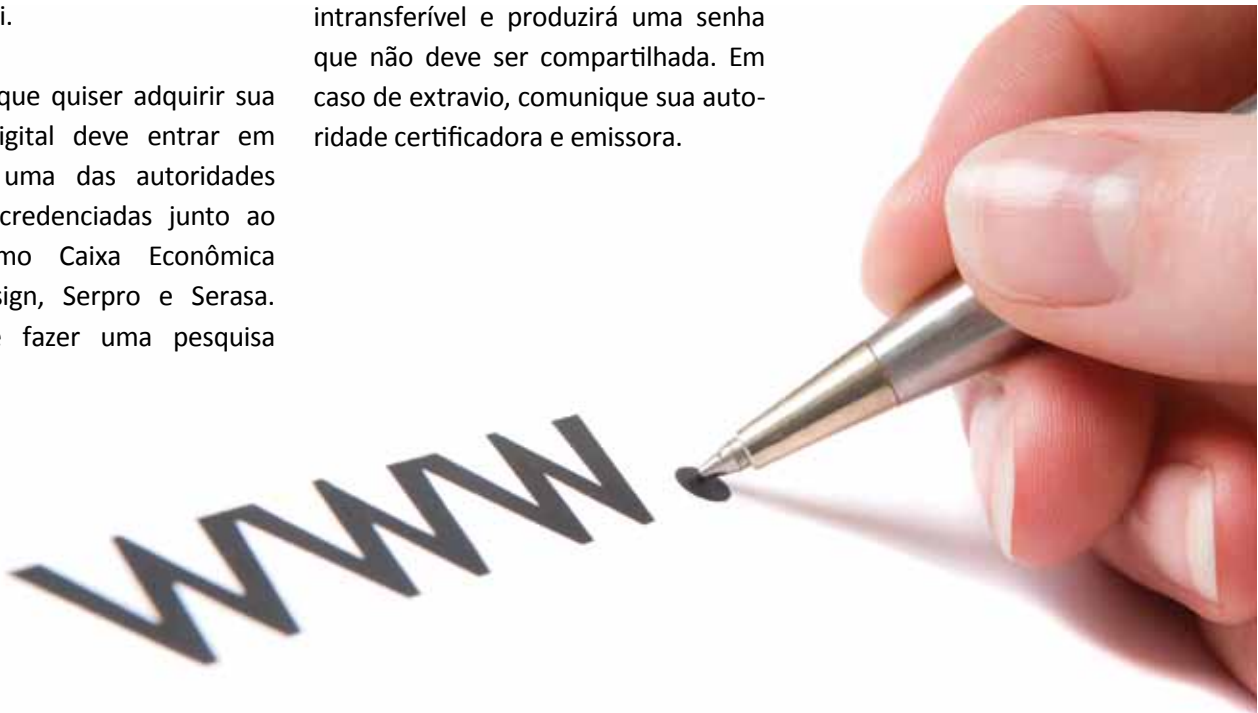 i.
que quiser adquirir sua
igital deve entrar em
uma das autoridades
credenciadas junto ao
mo Caixa Econômica
sign, Serpro e Serasa.
fazer uma pesquisa
intransferível e produzirá uma senha
que não deve ser compartilhada. Em
caso de extravio, comunique sua auto-
ridade certificadora e emissora.
www.